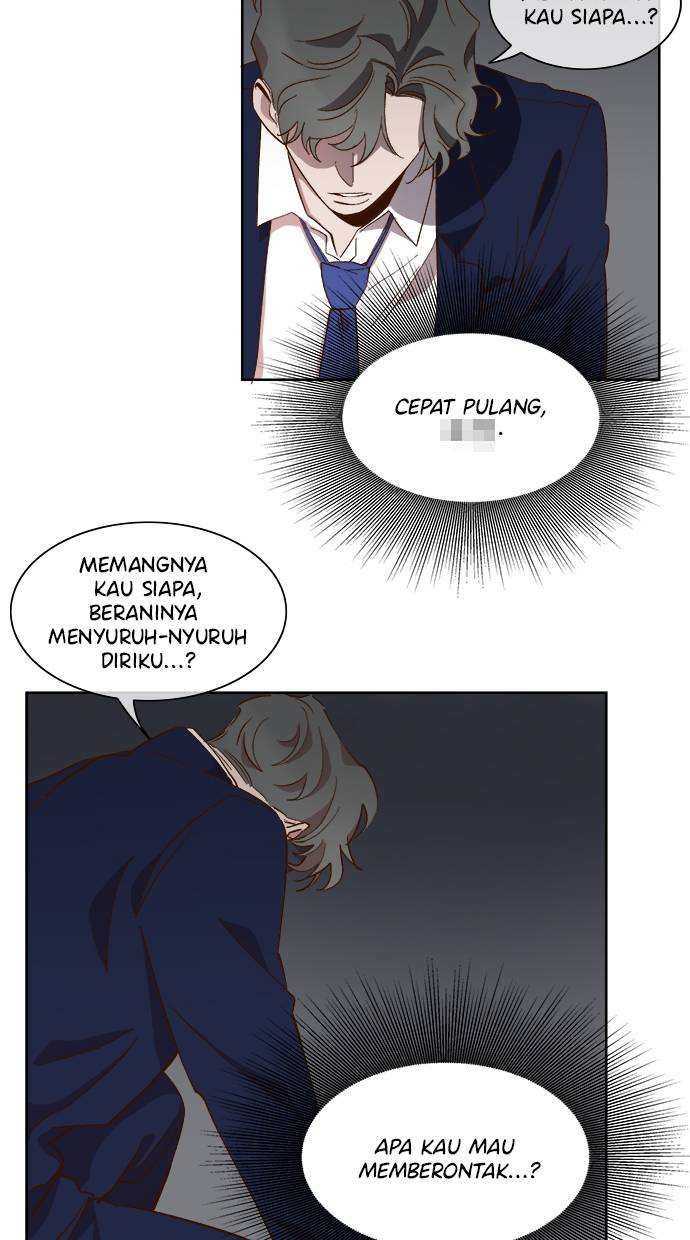 KAU SIAPA...?
CEPAT PULANG,
.
MEMANGNYA
KAU SIAPA,
BERANINYA
MENYURUH-NYURUH
DIRIKU...?
APA KAU MAU
MEMBERONTAK...?